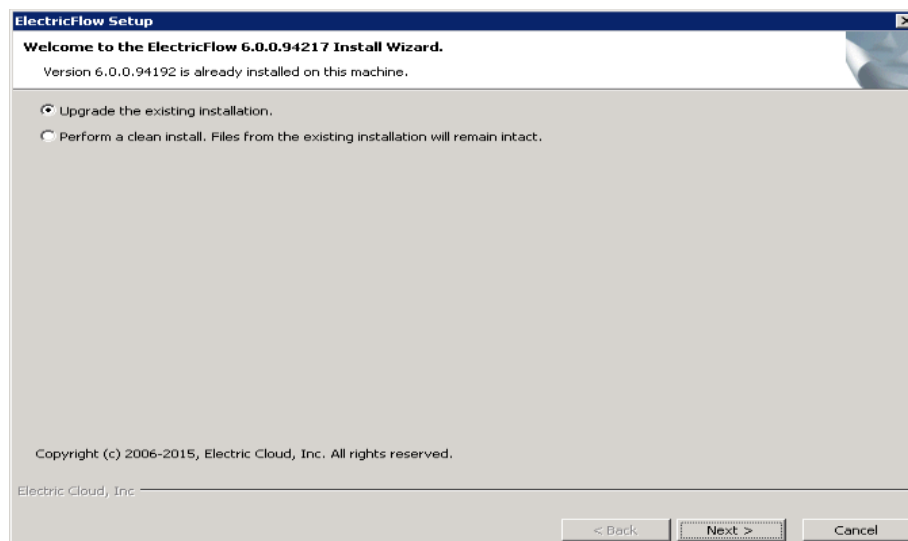 ElectricFlow Setup
Welcome to the ElectricFlow 6.0.0.94217 Install Wizard.
Version 6.0.0.94192 is already installed on this machine.
Upgrade the existing installation.
Perform a clean install. Files from the existing installation will remain intact.
Copyright (c) 2006-2015, Electric Cloud, Inc. All rights reserved.
Electric Cloud, Inc
< Back Next > Cancel